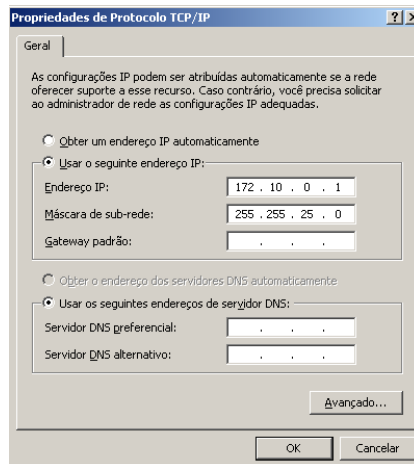 Propriedades de Protocolo TCP/IP
Geral
As configurações IP podem ser atribuídas automaticamente se a rede
oferecer suporte a esse recurso. Caso contrário, você precisa solicitar
ao administrador de rede as configurações IP adequadas.
Obter um endereço IP automaticamente
Usar o seguinte endereço IP:
Endereço IP: 172 . 10 . 0 . 1
Máscara de sub-rede: 255 . 255 . 25 . 0
Gateway padrão: . . .
Obter o endereço dos servidores DNS automaticamente
Usar os seguintes endereços de servidor DNS:
Servidor DNS preferencial: . . .
Servidor DNS alternativo: . . .
Avançado...
OK Cancelar